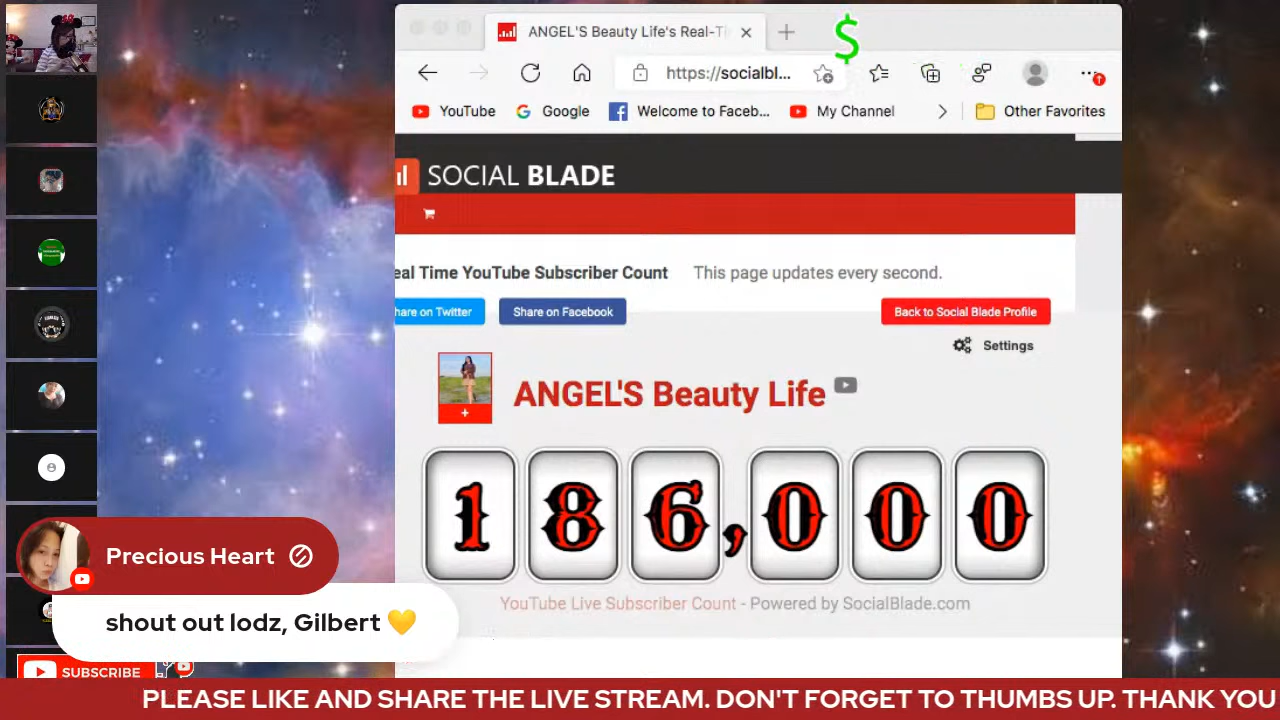 ANGEL'S Beauty Life's Real-Ti
$
https://socialbl...
YouTube
Google
Welcome to Faceb...
My Channel
Other Favorites
SOCIAL BLADE
eal Time YouTube Subscriber Count
This page updates every second.
hare on Twitter
Share on Facebook
Back to Social Blade Profile
Settings
+
ANGEL'S Beauty Life
186,000
YouTube Live Subscriber Count - Powered by SocialBlade.com
Precious Heart
shout out lodz, Gilbert 💛
SUBSCRIBE
PLEASE LIKE AND SHARE THE LIVE STREAM. DON'T FORGET TO THUMBS UP. THANK YOU